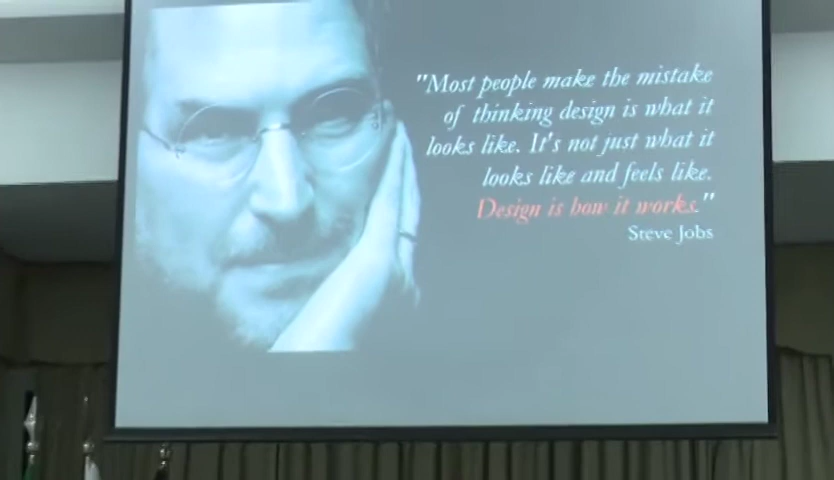 "Most people make the mistake
of thinking design is what it
looks like. It's not just what it
looks like and feels like.
Design is how it works."
Steve Jobs